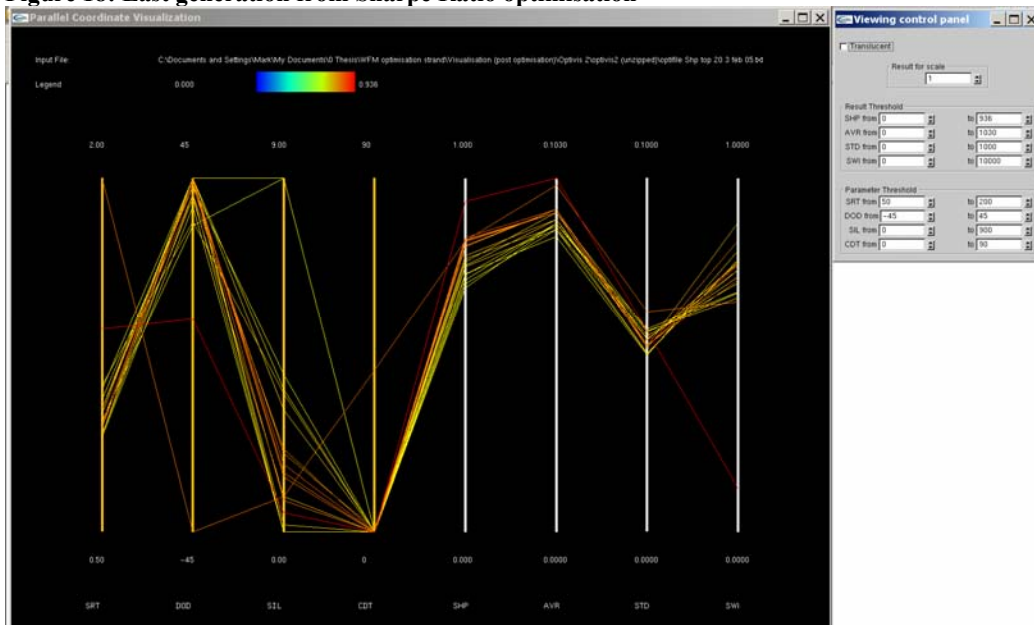 Figure 18: Last generation from Sharpe Ratio optimisation
Parallel Coordinate Visualization
Input File: C:\Documents and Settings\Mark\My Documents\0 Thesis\WFM optimisation strand\Visualisation (post optimisation)\Optivis 2\optivis2 (unzipped)\optifile Shp top 20 3 feb 05.txt
Legend 0.000 0.936
2.00 45 9.00 90 1.000 0.1030 0.1000 1.0000
0.50 -45 0.00 0 0.000 0.0000 0.0000 0.0000
SRT DOD SIL CDT SHP AVR STD SWI
Viewing control panel
Translucent
Result for scale
1
Result Threshold
SHP from 0 to 936
AVR from 0 to 1030
STD from 0 to 1000
SWI from 0 to 10000
Parameter Threshold
SRT from 50 to 200
DOD from -45 to 45
SIL from 0 to 900
CDT from 0 to 90